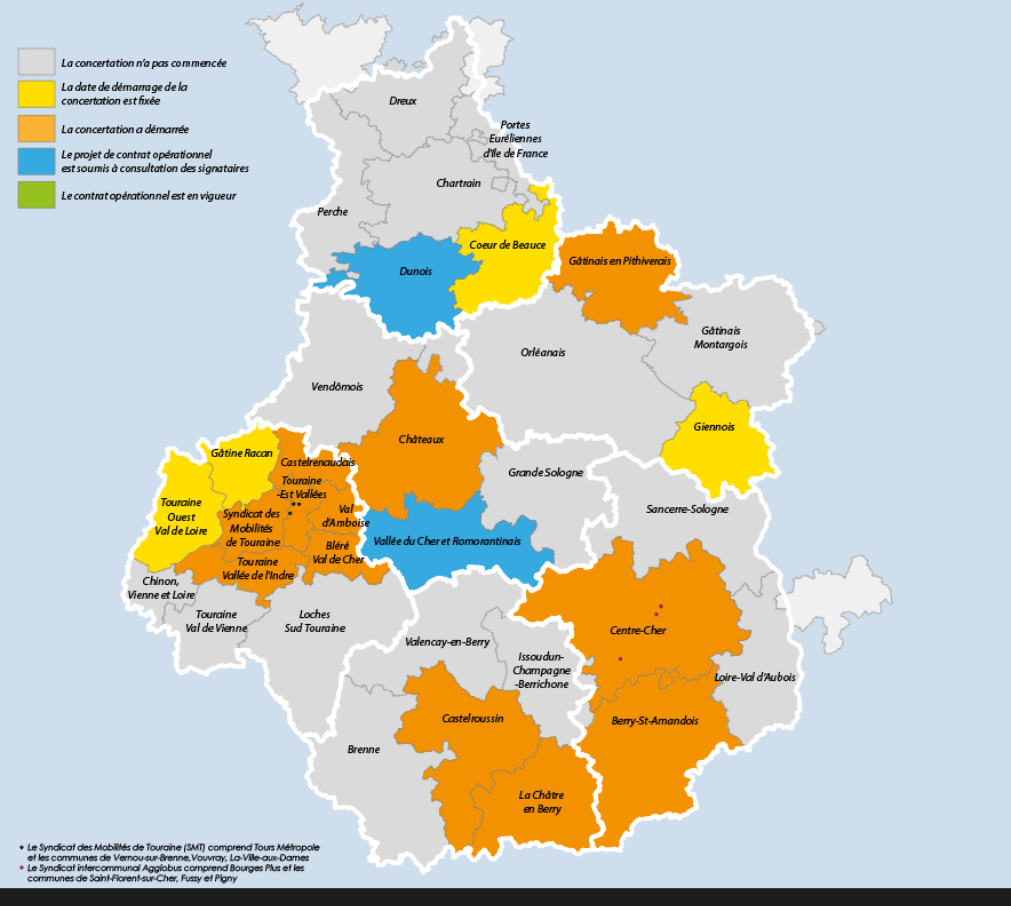 La concertation n'a pas commencée
La date de démarrage de la
concertation est fixée
La concertation a démarrée
Le projet de contrat opérationnel
est soumis à consultation des signataires
Le contrat opérationnel est en vigueur
Dreux
Portes
Euréliennes
d'Ile de France
Chartrain
Perche
Coeur de Beauce
Dunois
Gâtinais en Pithiverais
Gâtinais
Montargois
Orléanais
Vendômois
Giennois
Châteaux
Gâtine Racan
Castelrenaudais
Grande Sologne
Touraine
-Est Vallées
Touraine
Ouest
Val de Loire
Syndicat des
Mobilités
de Touraine
Val
d'Amboise
Sancerre-Sologne
Vallée du Cher et Romorantinais
Bléré
Val de Cher
Touraine
Vallée de l'Indre
Chinon,
Vienne et Loire
Touraine
Val de Vienne
Loches
Sud Touraine
Centre-Cher
Valencay-en-Berry
Issoudun-
Champagne
-Berrichone
Loire-Val d'Aubois
Castelroussin
Berry-St-Amandois
Brenne
La Châtre
en Berry
* Le Syndicat des Mobilités de Touraine (SMT) comprend Tours Métropole
et les communes de Vernou-sur-Brenne,Vouvray, La-Ville-aux-Dames
* Le Syndicat intercommunal Agglobus comprend Bourges Plus et les
communes de Saint-Florent-sur-Cher, Fussy et Pigny